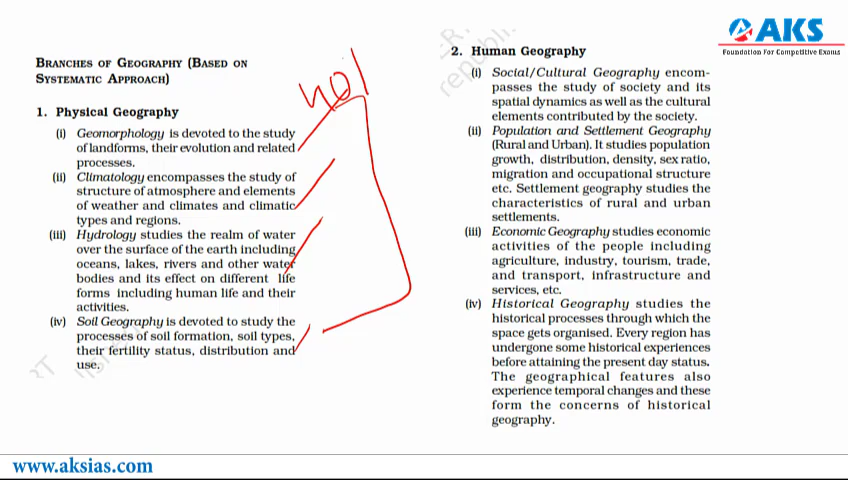 BRANCHES OF GEOGRAPHY (BASED ON
SYSTEMATIC APPROACH)
1. Physical Geography
(i) Geomorphology is devoted to the study
of landforms, their evolution and related
processes.
(ii) Climatology encompasses the study of
structure of atmosphere and elements
of weather and climates and climatic
types and regions.
(iii) Hydrology studies the realm of water
over the surface of the earth including
oceans, lakes, rivers and other water
bodies and its effect on different life
forms including human life and their
activities.
(iv) Soil Geography is devoted to study the
processes of soil formation, soil types,
their fertility status, distribution and
use.
2. Human Geography
(i) Social/Cultural Geography encom-
passes the study of society and its
spatial dynamics as well as the cultural
elements contributed by the society.
(ii) Population and Settlement Geography
(Rural and Urban). It studies population
growth, distribution, density, sex ratio,
migration and occupational structure
etc. Settlement geography studies the
characteristics of rural and urban
settlements.
(iii) Economic Geography studies economic
activities of the people including
agriculture, industry, tourism, trade,
and transport, infrastructure and
services, etc.
(iv) Historical Geography studies the
historical processes through which the
space gets organised. Every region has
undergone some historical experiences
before attaining the present day status.
The geographical features also
experience temporal changes and these
form the concerns of historical
geography.
AKS
Foundation For Competitive Exams
www.aksias.com